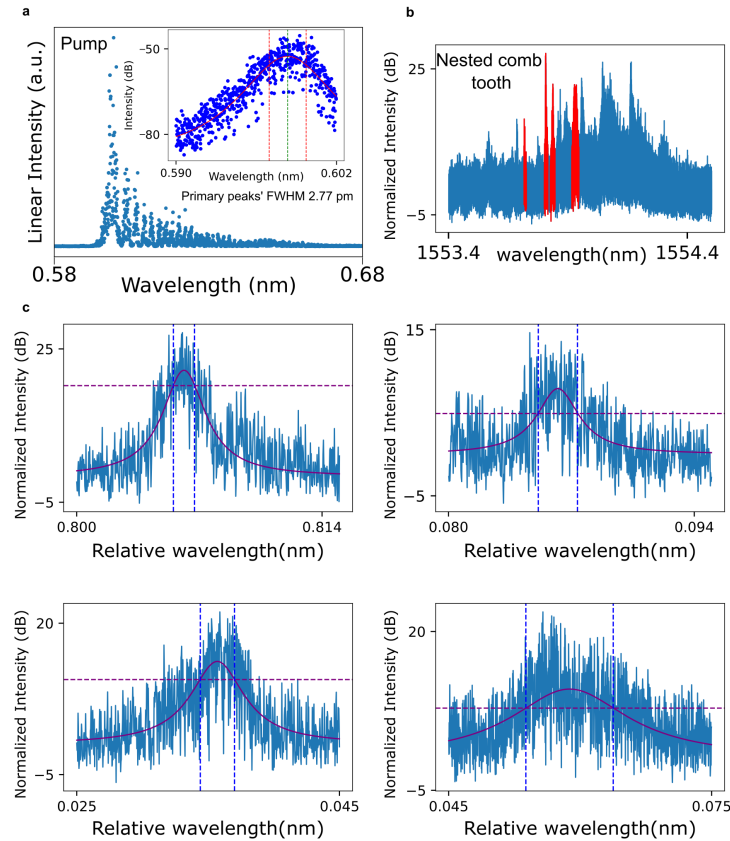 a
Pump
Linear Intensity (a.u.)
0.58
0.68
Wavelength (nm)
Intensity (dB)
−50
−80
0.590
0.602
Wavelength (nm)
Primary peaks' FWHM 2.77 pm
b
Nested comb
tooth
Normalized Intensity (dB)
25
−5
1553.4
1554.4
wavelength(nm)
c
Normalized Intensity (dB)
25
−5
0.800
0.814
Relative wavelength(nm)
Normalized Intensity (dB)
15
−5
0.080
0.094
Relative wavelength(nm)
Normalized Intensity (dB)
20
−5
0.025
0.045
Relative wavelength(nm)
Normalized Intensity (dB)
20
−5
0.045
0.075
Relative wavelength(nm)